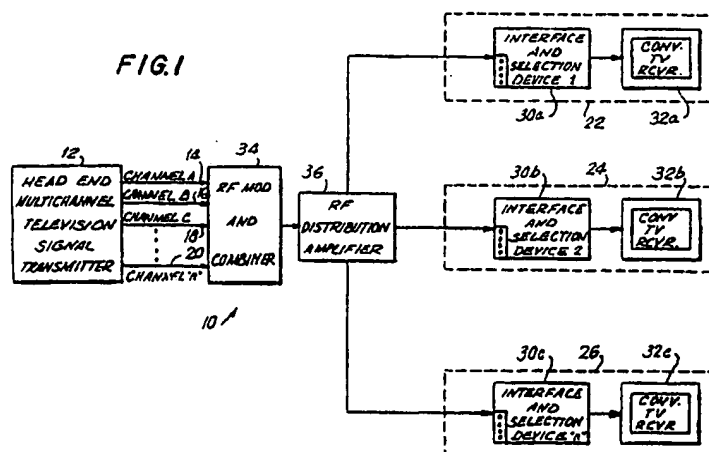 FIG.1
12
HEAD END
MULTICHANNEL
TELEVISION
SIGNAL
TRANSMITTER
CHANNEL A
14
CHANNEL B
16
CHANNEL C
18
20
CHANNEL "N"
34
RF MOD
AND
COMBINER
10
36
RF
DISTRIBUTION
AMPLIFIER
INTERFACE
AND
SELECTION
DEVICE 1
30a
CONV.
TV
RCVR.
32a
22
30b
24
32b
INTERFACE
AND
SELECTION
DEVICE 2
CONV
TV
RCVR.
30c
26
32c
INTERFACE
AND
SELECTION
DEVICE "N"
CONV.
TV
RCVR